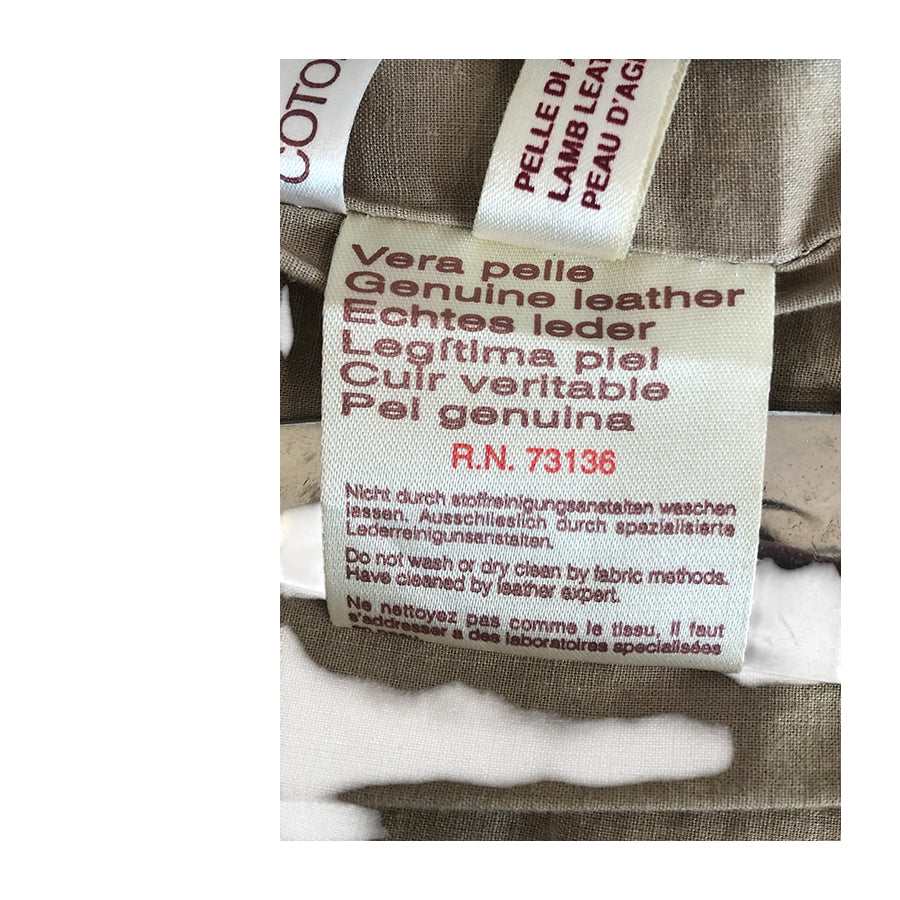 COTO
PELLE DI
LAMB LEAT
PEAU D'AG
Vera pelle
Genuine leather
Echtes leder
Legítima piel
Cuir veritable
Pel genuina
R.N. 73136
Nicht durch stoffreinigungsanstalten waschen
lassen. Ausschlieslich durch spezialisierte
Lederreinigunsanstalten.
Do not wash or dry clean by fabric methods.
Have cleaned by leather expert.
Ne nettoyez pas comme le tissu, il faut
s'addresser a des laboratoires specialisées